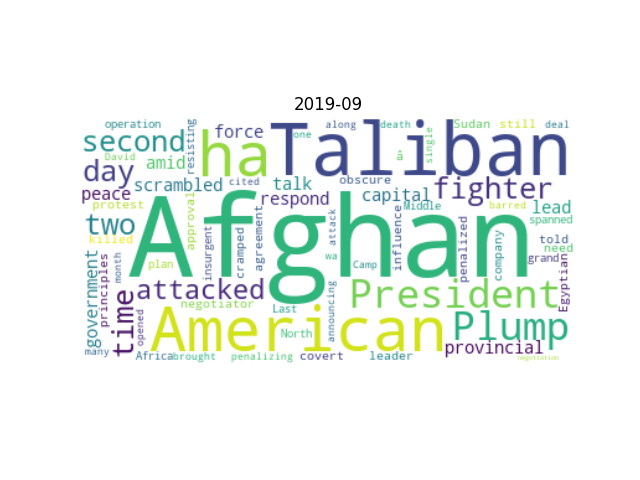 2019-09
operation
David
resisting
force
one
along
death
single
Sudan
still
deal
second
ha
Taliban
â
day
amid
scrambled
cited
talk
obscure
fighter
peace
protest
approval
respond
capital
Middle
barred
lead
spanned
two
killed
Afghan
influence
penalized
company
told
need
grand
government
principles
month
plan
insurgent
cramped
agreement
attack
wa
Camp
announcing
Egyptian
time
attacked
President
opened
negotiator
Last
American
North
Plump
many
Africa
brought
penalizing
covert
leader
provincial
negotiation